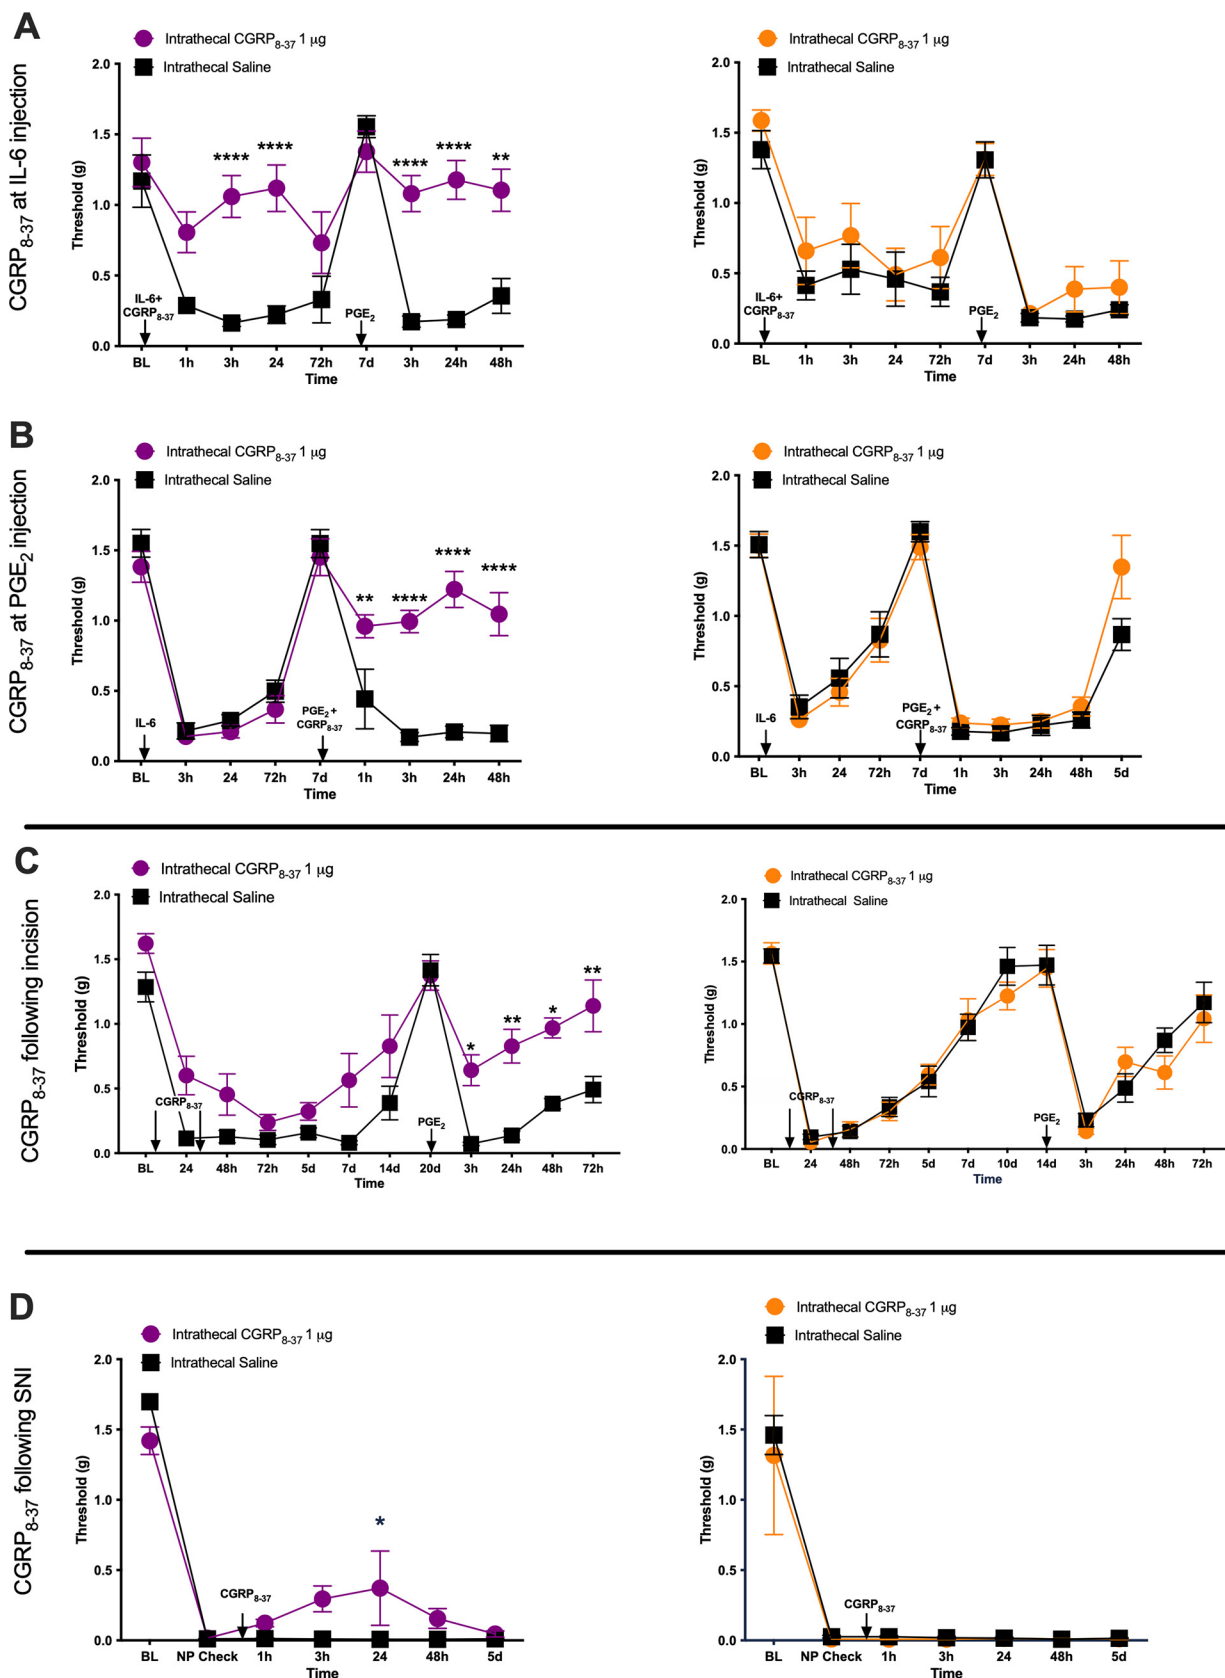 A
CGRP8-37 at IL-6 injection
Intrathecal CGRP8-37 1 μg
Intrathecal Saline
Threshold (g)
2.0
1.5
1.0
0.5
0.0
**** **** **** **** **
IL-6+
CGRP8-37
PGE2
BL 1h 3h 24 72h 7d 3h 24h 48h
Time
Intrathecal CGRP8-37 1 μg
Intrathecal Saline
Threshold (g)
2.0
1.5
1.0
0.5
0.0
IL-6+
CGRP8-37
PGE2
BL 1h 3h 24 72h 7d 3h 24h 48h
Time
B
CGRP8-37 at PGE2 injection
Intrathecal CGRP8-37 1 μg
Intrathecal Saline
Threshold (g)
2.0
1.5
1.0
0.5
0.0
** **** **** ****
IL-6
PGE2 +
CGRP8-37
BL 3h 24 72h 7d 1h 3h 24h 48h
Time
Intrathecal CGRP8-37 1 μg
Intrathecal Saline
Threshold (g)
2.0
1.5
1.0
0.5
0.0
IL-6
PGE2 +
CGRP8-37
BL 3h 24 72h 7d 1h 3h 24h 48h 5d
Time
C
CGRP8-37 following incision
Intrathecal CGRP8-37 1 μg
Intrathecal Saline
Threshold (g)
2.0
1.5
1.0
0.5
0.0
* ** * **
CGRP8-37
PGE2
BL 24 48h 72h 5d 7d 14d 20d 3h 24h 48h 72h
Time
Intrathecal CGRP8-37 1 μg
Intrathecal Saline
Threshold (g)
2.0
1.5
1.0
0.5
0.0
CGRP8-37
PGE2
BL 24 48h 72h 5d 7d 10d 14d 3h 24h 48h 72h
Time
D
CGRP8-37 following SNI
Intrathecal CGRP8-37 1 μg
Intrathecal Saline
Threshold (g)
2.0
1.5
1.0
0.5
0.0
*
CGRP8-37
BL NP Check 1h 3h 24 48h 5d
Time
Intrathecal CGRP8-37 1 μg
Intrathecal Saline
Threshold (g)
2.0
1.5
1.0
0.5
0.0
CGRP8-37
BL NP Check 1h 3h 24 48h 5d
Time